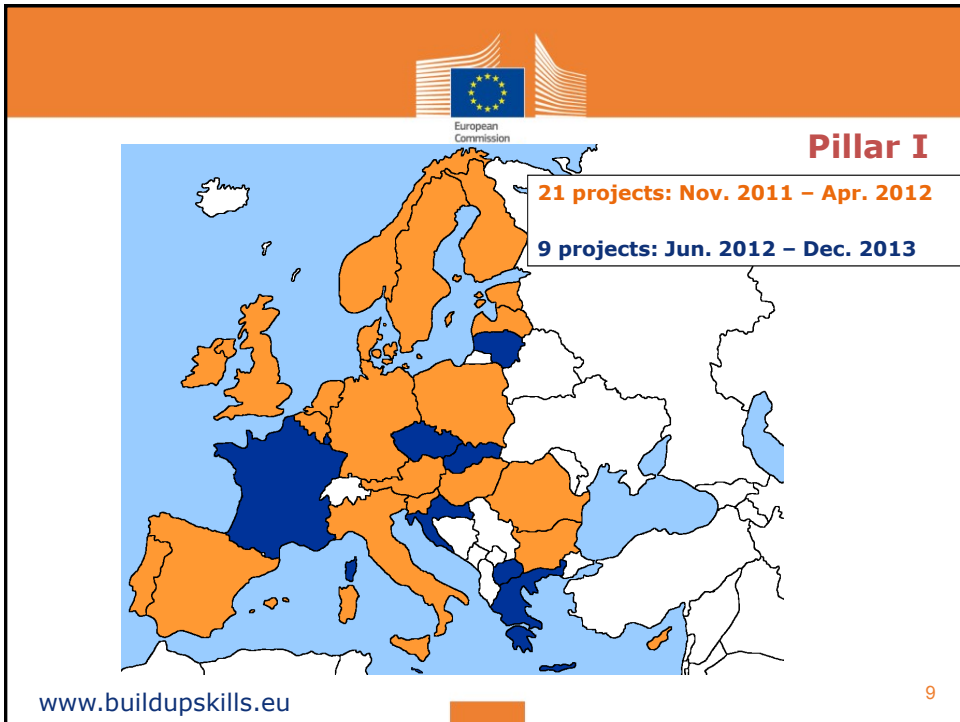 European
Commission
Pillar I
21 projects: Nov. 2011 – Apr. 2012
9 projects: Jun. 2012 – Dec. 2013
www.buildupskills.eu
9